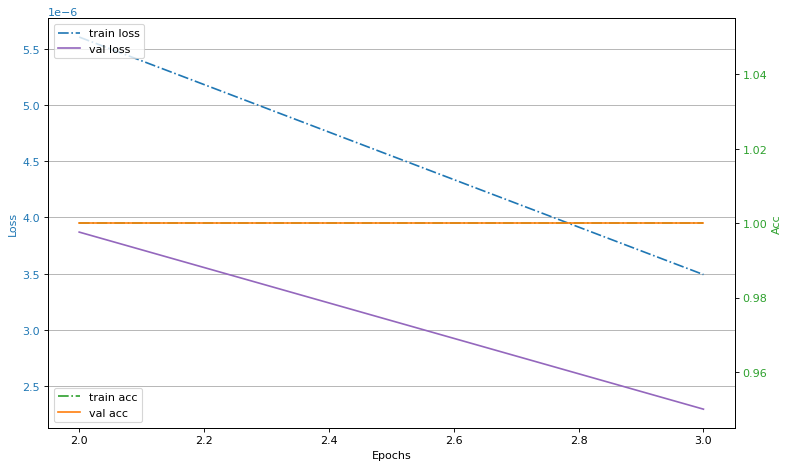 1e−6
train loss
val loss
5.5
5.0
4.5
4.0
3.5
3.0
2.5
Loss
1.04
1.02
1.00
0.98
0.96
Acc
train acc
val acc
2.0 2.2 2.4 2.6 2.8 3.0
Epochs